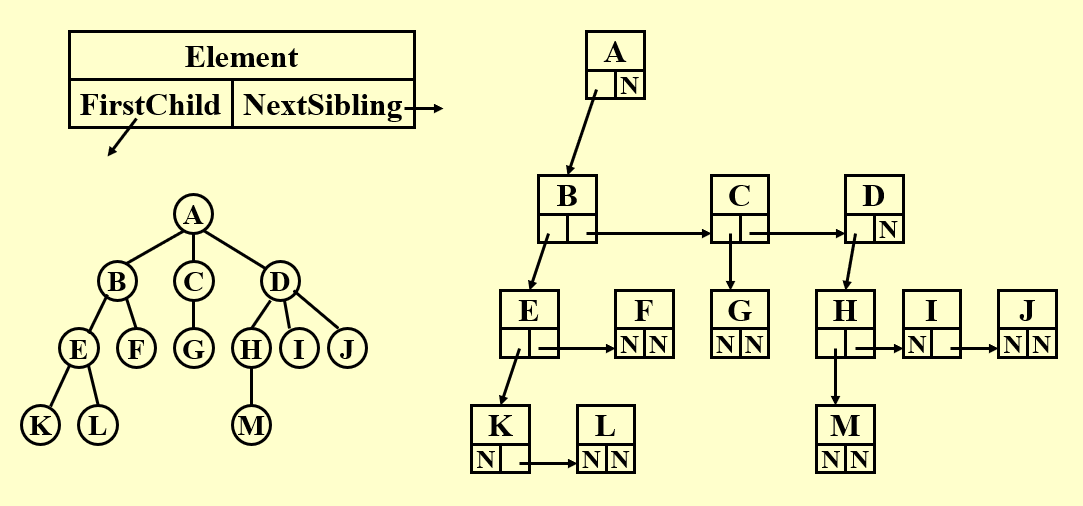 Element
FirstChild NextSibling
A
B C D
E F G H I J
K L M
A
N
B C D
N
E F G H I J
N N N N N N N
K L M
N N N N N